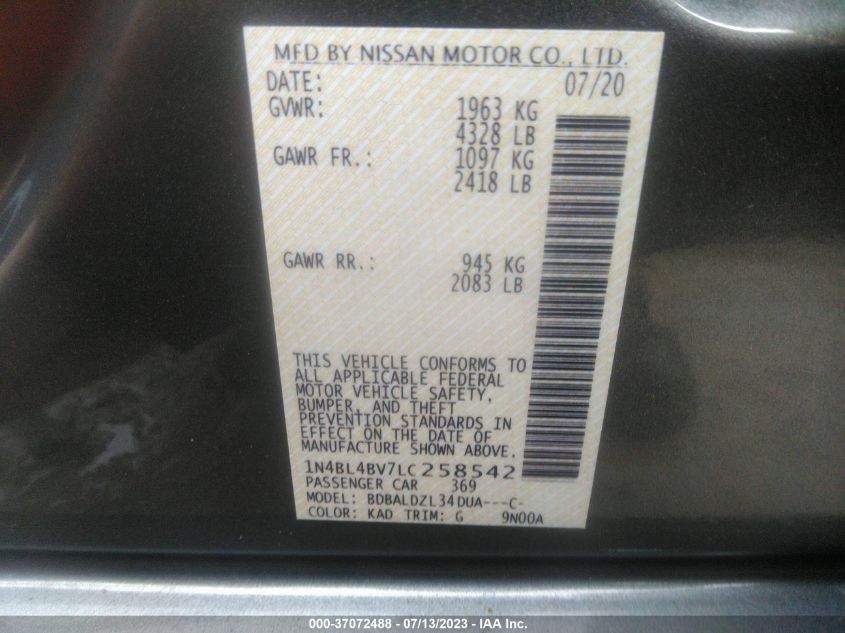 MFD BY NISSAN MOTOR CO., LTD.
DATE: 07/20
GVWR: 1963 KG
4328 LB
GAWR FR.: 1097 KG
2418 LB
GAWR RR.: 945 KG
2083 LB
THIS VEHICLE CONFORMS TO
ALL APPLICABLE FEDERAL
MOTOR VEHICLE SAFETY,
BUMPER, AND THEFT
PREVENTION STANDARDS IN
EFFECT ON THE DATE OF
MANUFACTURE SHOWN ABOVE.
1N4BL4BV7LC258542
PASSENGER CAR 369
MODEL: BDBALDZL34DUA---C-
COLOR: KAD TRIM: G 9N00A
000-37072488 - 07/13/2023 - IAA Inc.